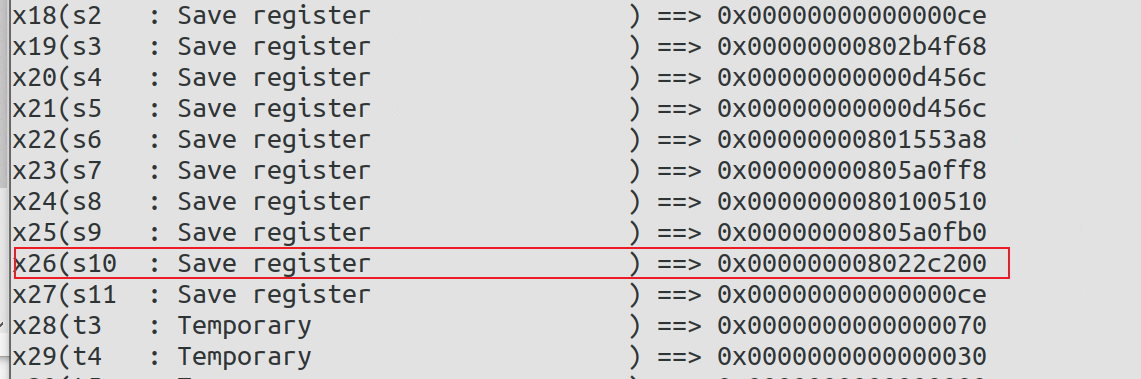 x18(s2   : Save register                 ) ==> 0x00000000000000ce
x19(s3   : Save register                 ) ==> 0x00000000802b4f68
x20(s4   : Save register                 ) ==> 0x00000000000d456c
x21(s5   : Save register                 ) ==> 0x00000000000d456c
x22(s6   : Save register                 ) ==> 0x00000000801553a8
x23(s7   : Save register                 ) ==> 0x00000000805a0ff8
x24(s8   : Save register                 ) ==> 0x0000000080100510
x25(s9   : Save register                 ) ==> 0x00000000805a0fb0
x26(s10  : Save register                 ) ==> 0x000000008022c200
x27(s11  : Save register                 ) ==> 0x00000000000000ce
x28(t3   : Temporary                     ) ==> 0x0000000000000070
x29(t4   : Temporary                     ) ==> 0x0000000000000030